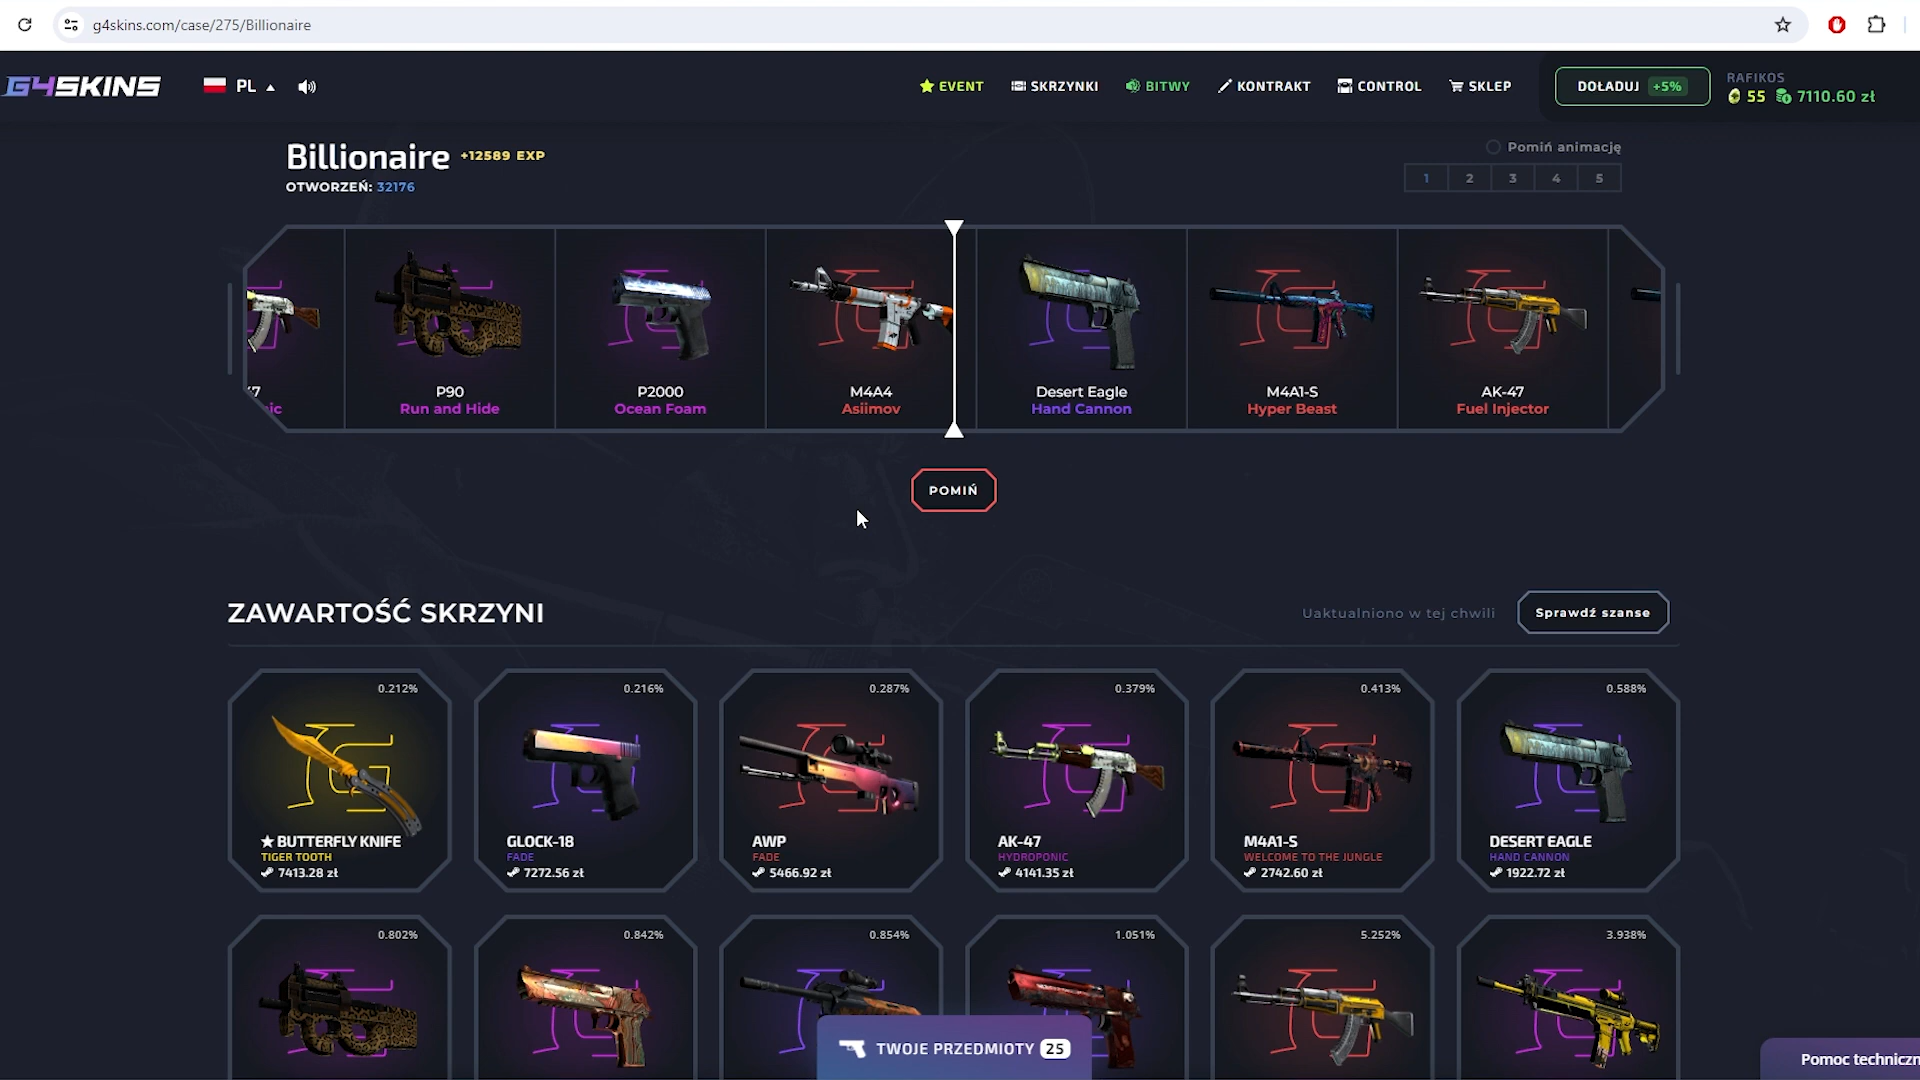 g4skins.com/case/275/Billionaire
G4SKINS
PL
EVENT
SKRZYNKI
BITWY
KONTRAKT
CONTROL
SKLEP
DOŁADUJ +5%
RAFIKOS
55 7110.60 zł
Billionaire +12589 EXP
OTWORZEŃ: 32176
Pomiń animację
1 2 3 4 5
P90
Run and Hide
P2000
Ocean Foam
M4A4
Asiimov
Desert Eagle
Hand Cannon
M4A1-S
Hyper Beast
AK-47
Fuel Injector
POMIŃ
ZAWARTOŚĆ SKRZYNI
Uaktualniono w tej chwili
Sprawdź szanse
0.212%
★ BUTTERFLY KNIFE
TIGER TOOTH
7413.28 zł
0.216%
GLOCK-18
FADE
7272.56 zł
0.287%
AWP
FADE
5466.92 zł
0.379%
AK-47
HYDROPONIC
4141.35 zł
0.413%
M4A1-S
WELCOME TO THE JUNGLE
2742.60 zł
0.588%
DESERT EAGLE
HAND CANNON
1922.72 zł
0.802%
0.842%
0.854%
1.051%
5.252%
3.938%
TWOJE PRZEDMIOTY 25
Pomoc